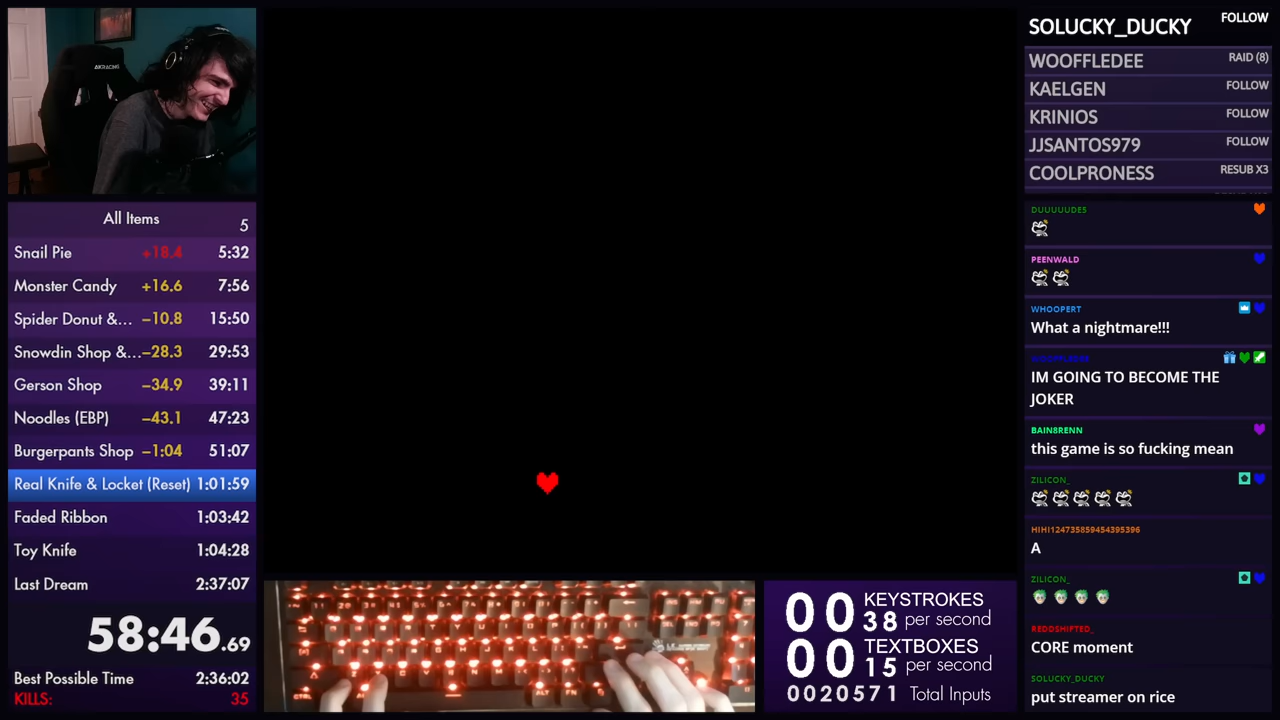 SOLUCKY_DUCKY FOLLOW
WOOFFLEDEE RAID (8)
KAELGEN FOLLOW
KRINIOS FOLLOW
JJSANTOS979 FOLLOW
COOLPRONESS RESUB X3
AKRACING
All Items 5
Snail Pie +18.4 5:32
Monster Candy +16.6 7:56
Spider Donut &... −10.8 15:50
Snowdin Shop &... −28.3 29:53
Gerson Shop −34.9 39:11
Noodles (EBP) −43.1 47:23
Burgerpants Shop −1:04 51:07
Real Knife & Locket (Reset) 1:01:59
Faded Ribbon 1:03:42
Toy Knife 1:04:28
Last Dream 2:37:07
58:46.69
Best Possible Time 2:36:02
KILLS: 35
00 KEYSTROKES
38 per second
00 TEXTBOXES
15 per second
0020571 Total Inputs
DUUUUUDE5
PEENWALD
WHOOPERT
What a nightmare!!!
WOOFFLEDEE
IM GOING TO BECOME THE
JOKER
BAIN8RENN
this game is so fucking mean
ZILICON_
HIHI124735859454395396
A
ZILICON_
REDDSHIFTED_
CORE moment
SOLUCKY_DUCKY
put streamer on rice